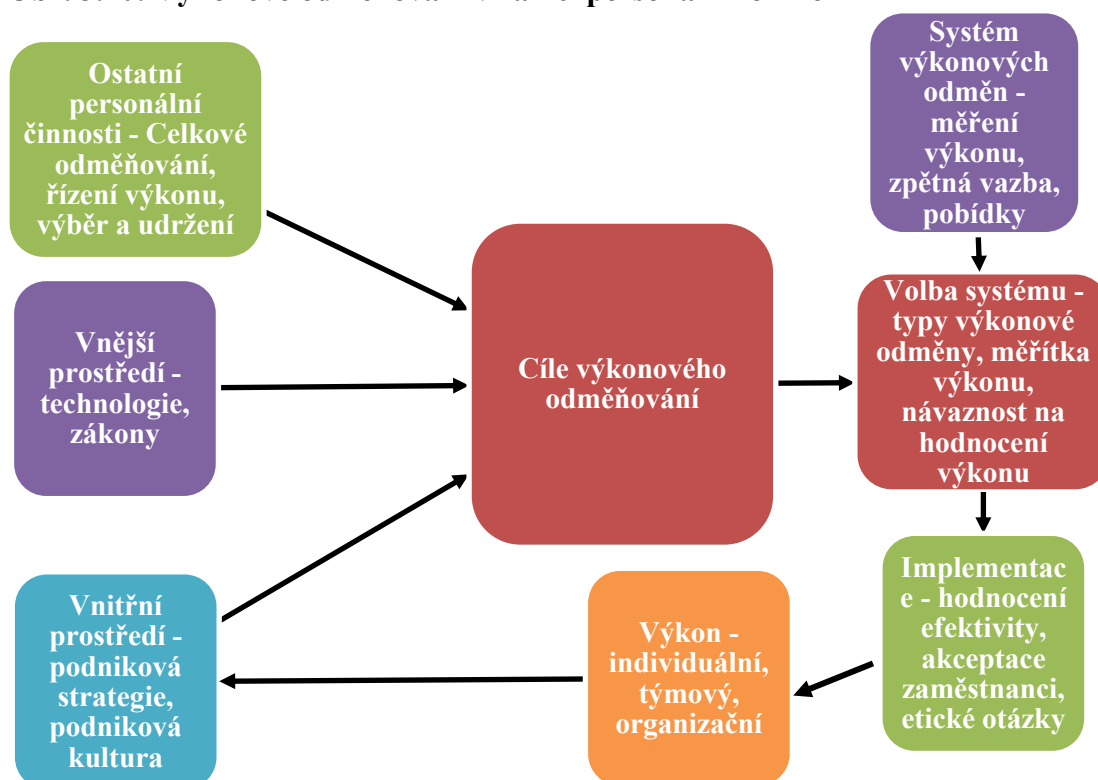 Ostatní
personální
činnosti - Celkové
odměňování,
řízení výkonu,
výběr a udržení
Vnější
prostředí -
technologie,
zákony
Vnitřní
prostředí -
podniková
strategie,
podniková
kultura
Cíle výkonového
odměňování
Systém
výkonových
odměn -
měření
výkonu,
zpětná vazba,
pobídky
Volba systému -
typy výkonové
odměny, měřítka
výkonu,
návaznost na
hodnocení
výkonu
Implementac
e - hodnocení
efektivity,
akceptace
zaměstnanci,
etické otázky
Výkon -
individuální,
týmový,
organizační